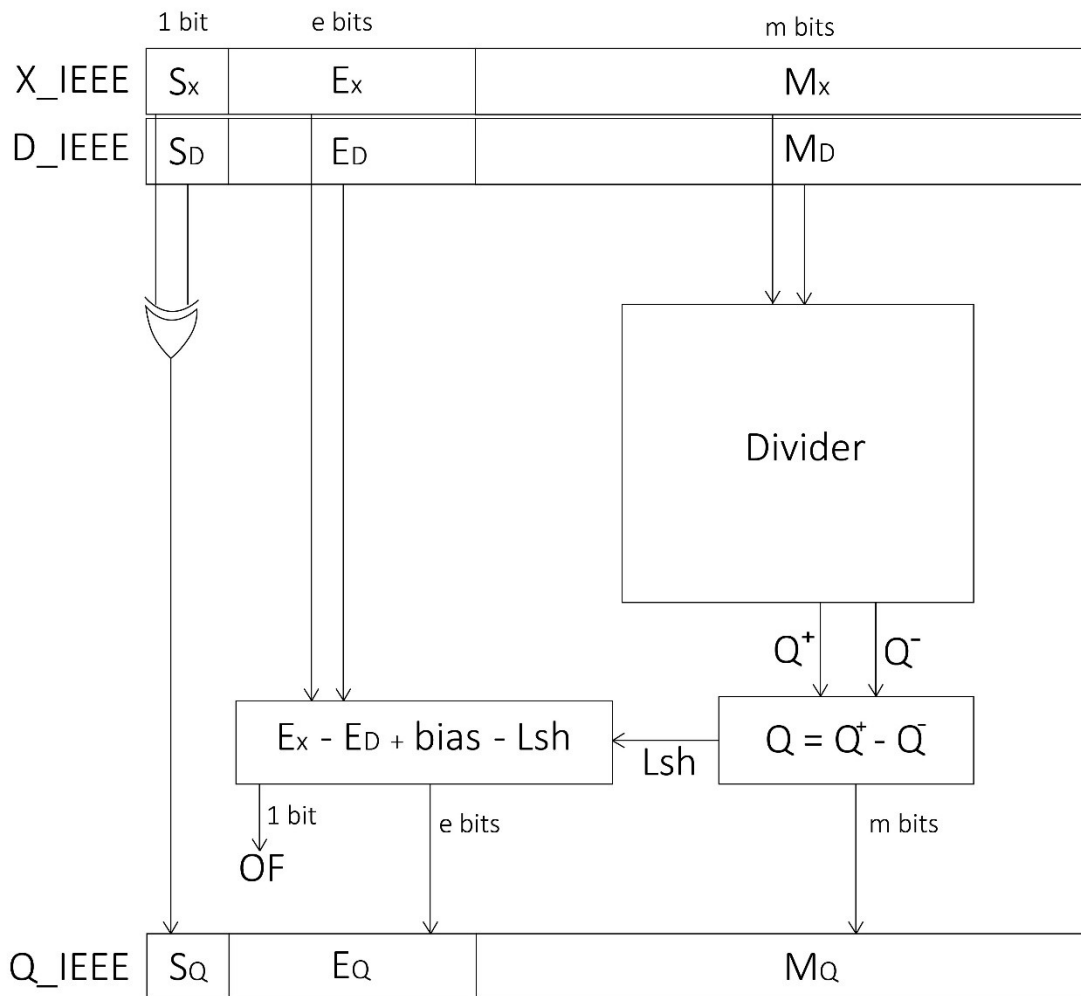 1 bit e bits m bits
X_IEEE Sx Ex Mx
D_IEEE SD ED MD
Divider
Q+ Q-
Ex - ED + bias - Lsh Q = Q+ - Q-
Lsh
1 bit e bits m bits
OF
Q_IEEE SQ EQ MQ